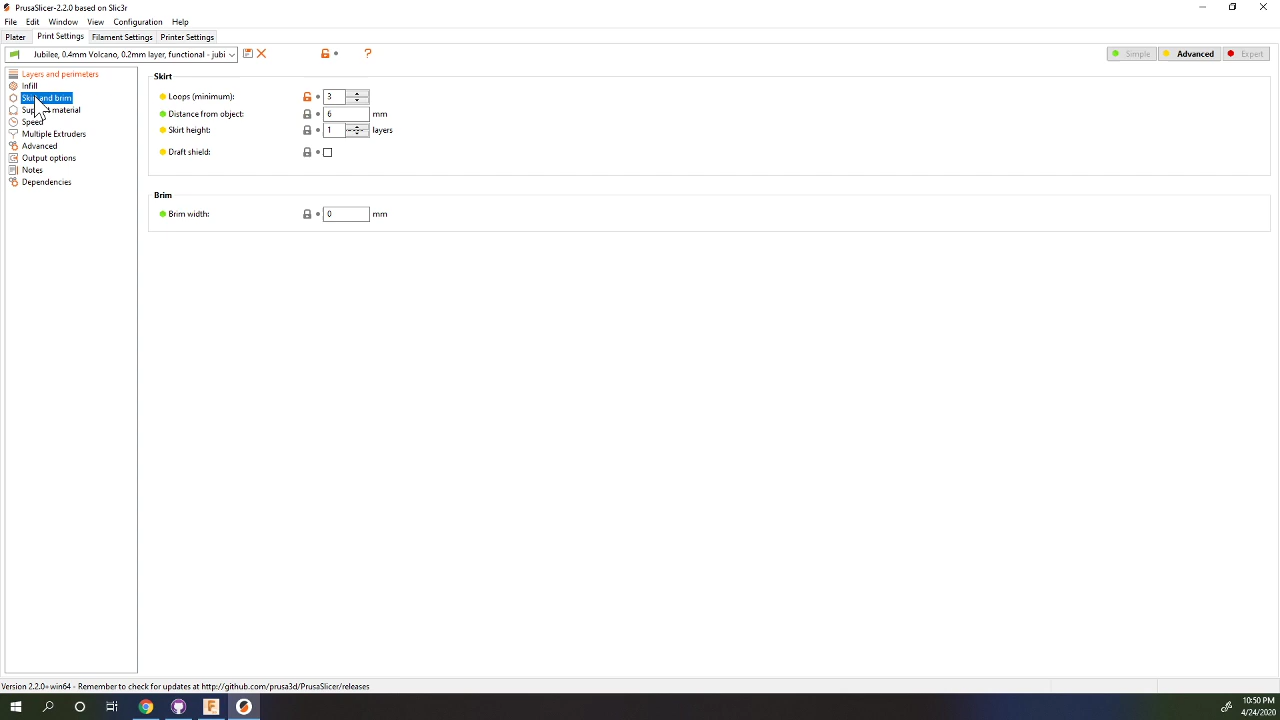 PrusaSlicer-2.2.0 based on Slic3r
File Edit Window View Configuration Help
Plater Print Settings Filament Settings Printer Settings
Jubilee, 0.4mm Volcano, 0.2mm layer, functional - jubi ? Simple Advanced Expert
Layers and perimeters
Infill
Skirt and brim
Support material
Speed
Multiple Extruders
Advanced
Output options
Notes
Dependencies
Skirt
Loops (minimum): 3
Distance from object: 6 mm
Skirt height: 1 layers
Draft shield:
Brim
Brim width: 0 mm
Version 2.2.0+win64 - Remember to check for updates at http://github.com/prusa3d/PrusaSlicer/releases
10:50 PM
4/24/2020